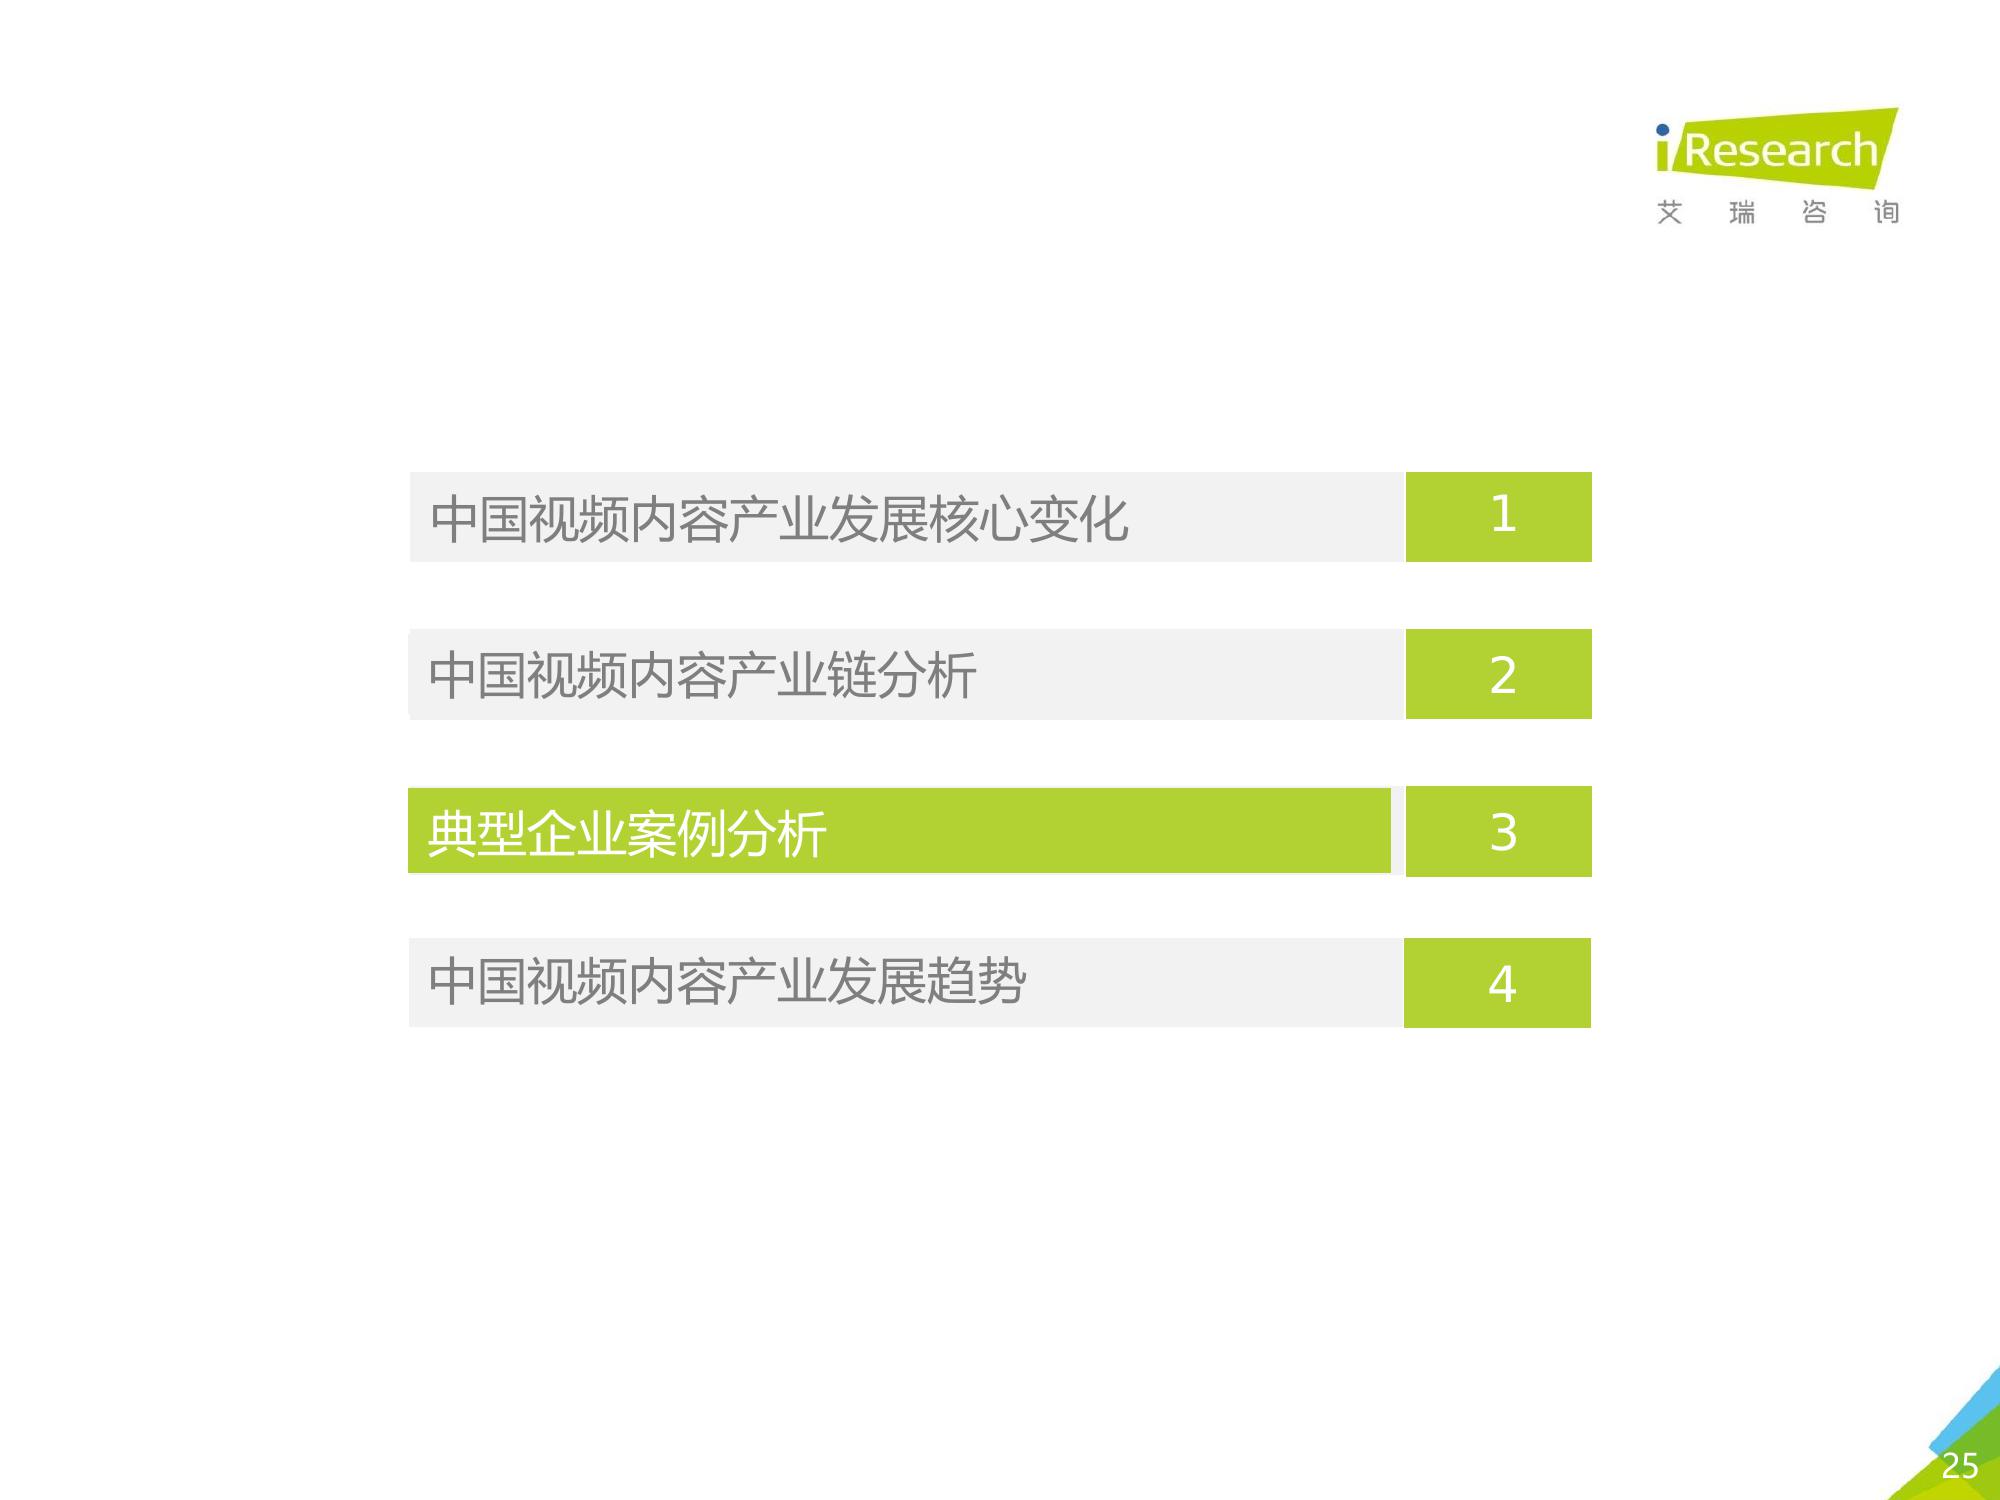 iResearch
艾瑞咨询
中国视频内容产业发展核心变化 1
中国视频内容产业链分析 2
典型企业案例分析 3
中国视频内容产业发展趋势 4
25